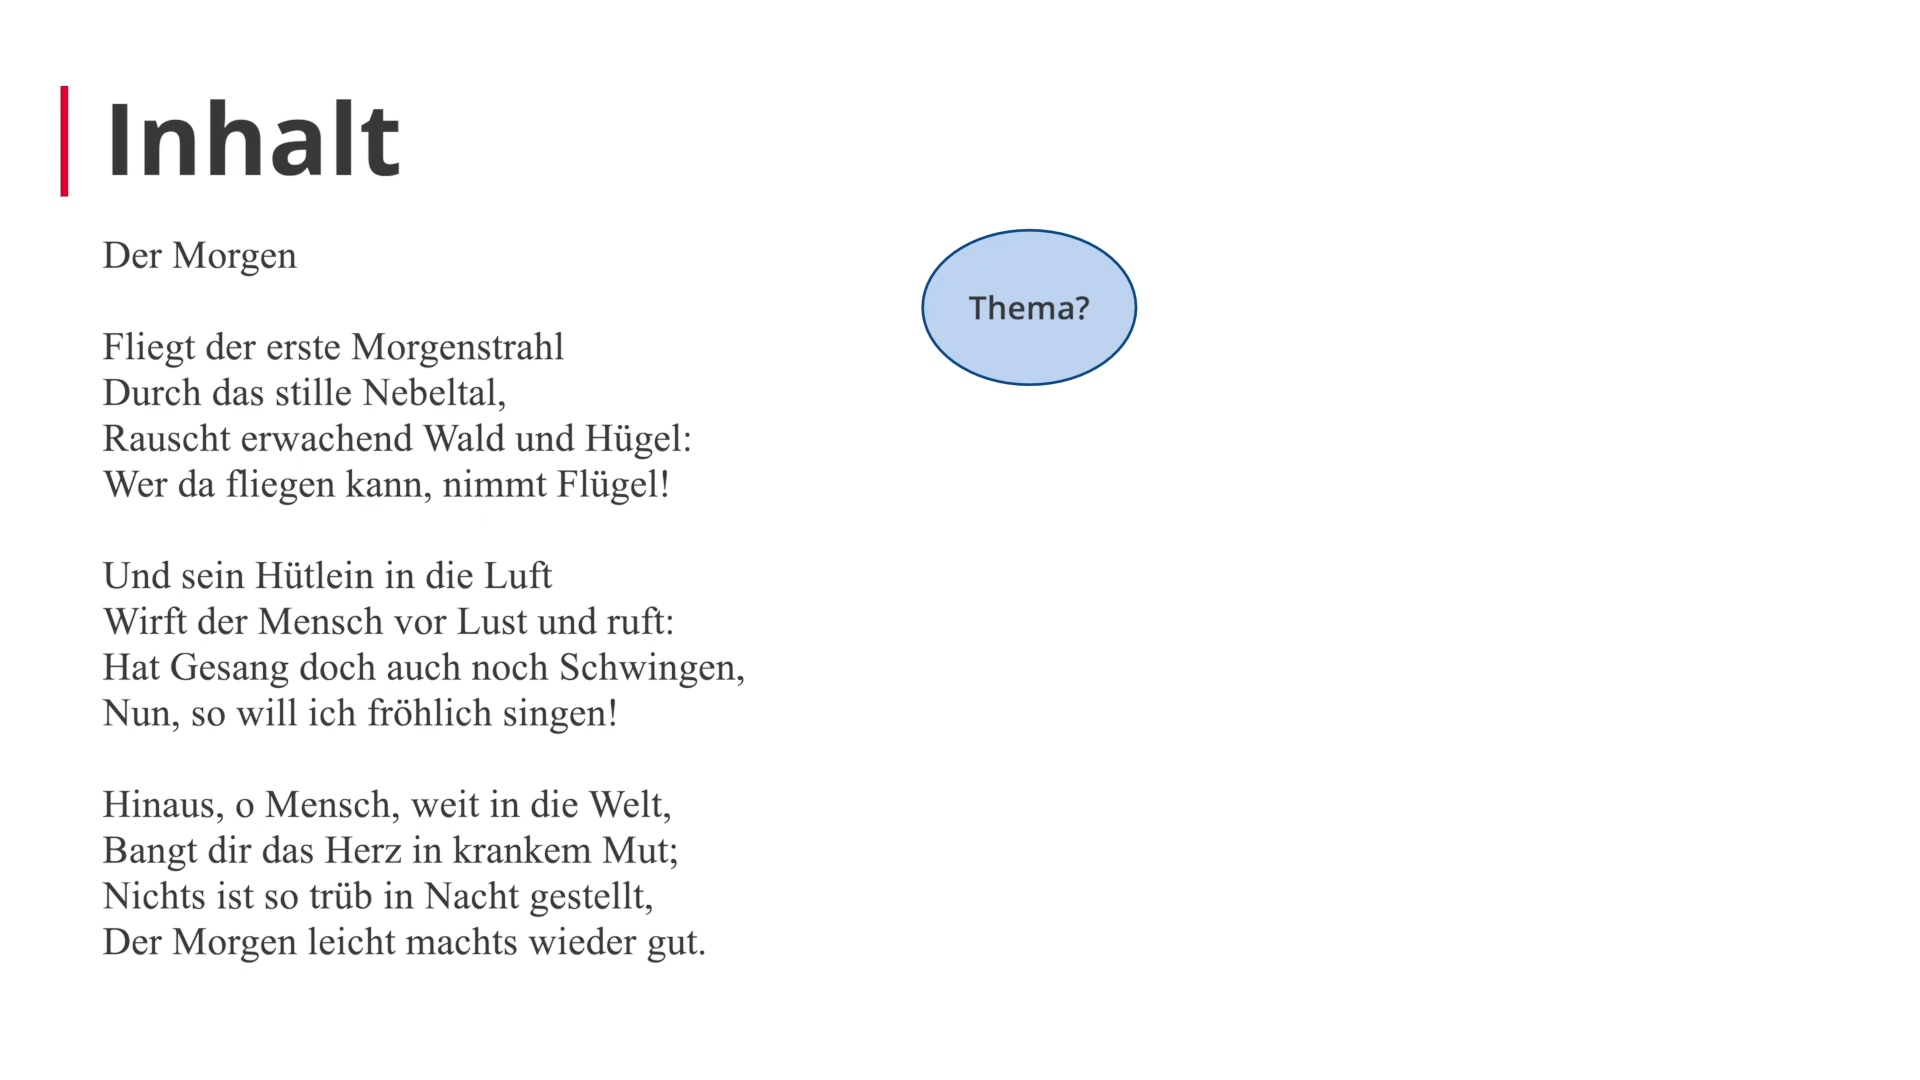 Inhalt
Der Morgen
Fliegt der erste Morgenstrahl
Durch das stille Nebeltal,
Rauscht erwachend Wald und Hügel:
Wer da fliegen kann, nimmt Flügel!
Und sein Hütlein in die Luft
Wirft der Mensch vor Lust und ruft:
Hat Gesang doch auch noch Schwingen,
Nun, so will ich fröhlich singen!
Hinaus, o Mensch, weit in die Welt,
Bangt dir das Herz in krankem Mut;
Nichts ist so trüb in Nacht gestellt,
Der Morgen leicht machts wieder gut.
Thema?